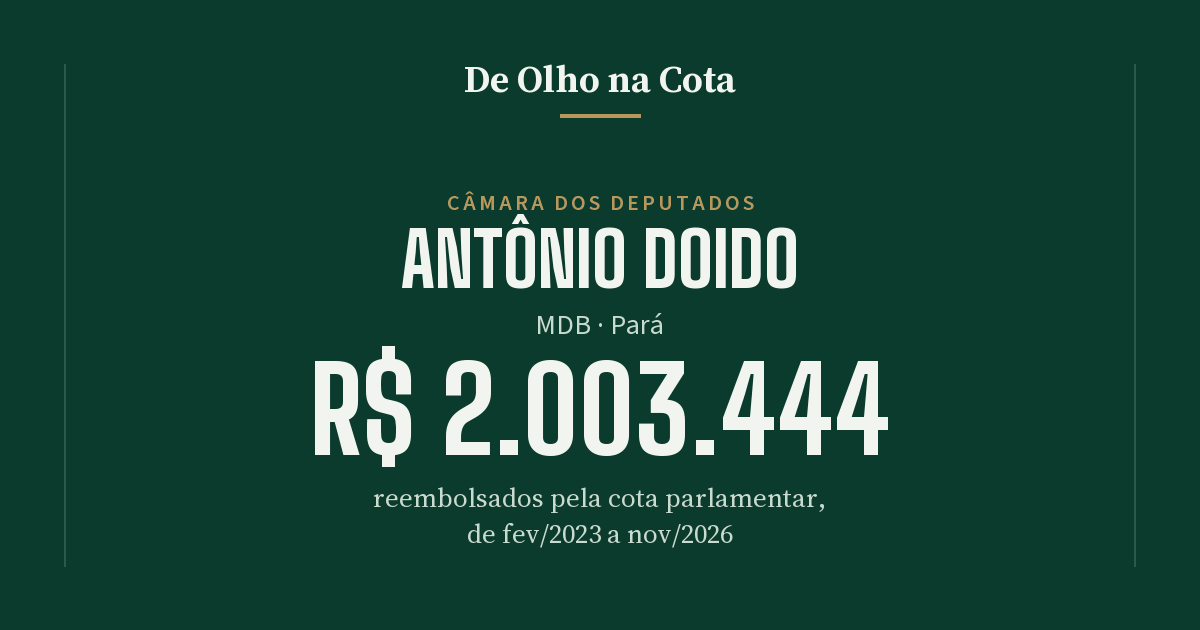 De Olho na Cota
CÂMARA DOS DEPUTADOS
ANTÔNIO DOIDO
MDB · Pará
R$ 2.003.444
reembolsados pela cota parlamentar,
de fev/2023 a nov/2026